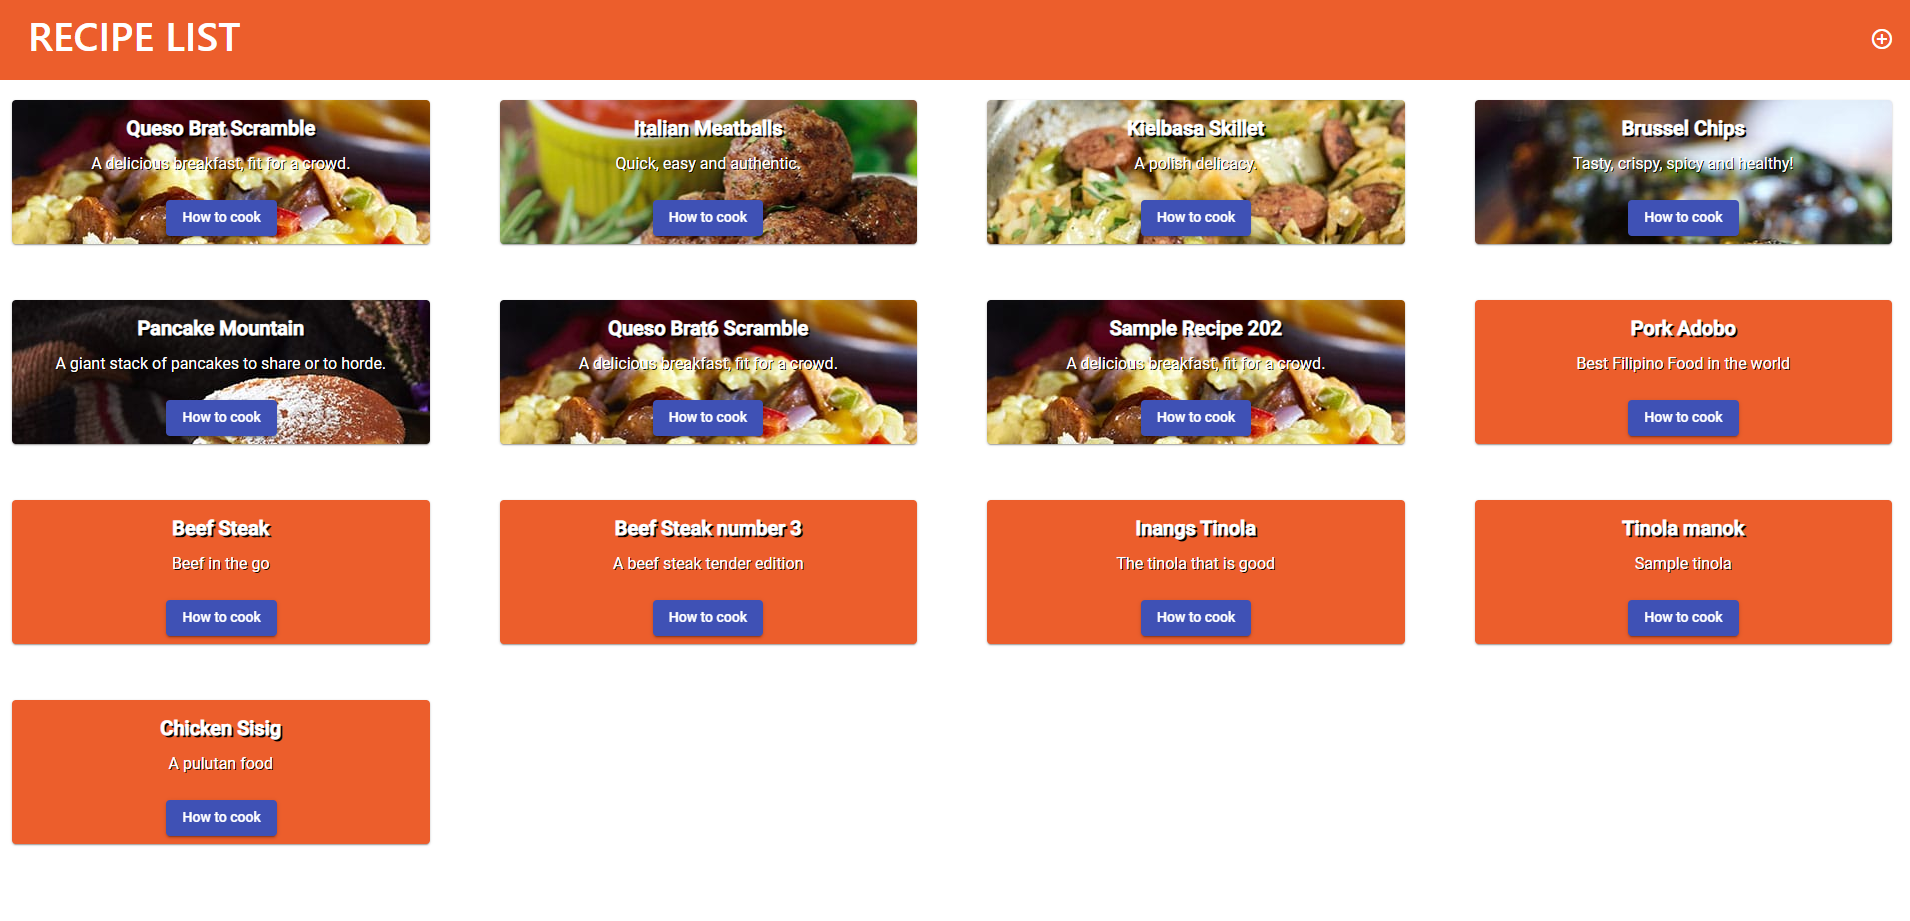 RECIPE LIST
Queso Brat Scramble
A delicious breakfast, fit for a crowd.
How to cook
Italian Meatballs
Quick, easy and authentic.
How to cook
Kielbasa Skillet
A polish delicacy.
How to cook
Brussel Chips
Tasty, crispy, spicy and healthy!
How to cook
Pancake Mountain
A giant stack of pancakes to share or to horde.
How to cook
Queso Brat6 Scramble
A delicious breakfast, fit for a crowd.
How to cook
Sample Recipe 202
A delicious breakfast, fit for a crowd.
How to cook
Pork Adobo
Best Filipino Food in the world
How to cook
Beef Steak
Beef in the go
How to cook
Beef Steak number 3
A beef steak tender edition
How to cook
Inangs Tinola
The tinola that is good
How to cook
Tinola manok
Sample tinola
How to cook
Chicken Sisig
A pulutan food
How to cook